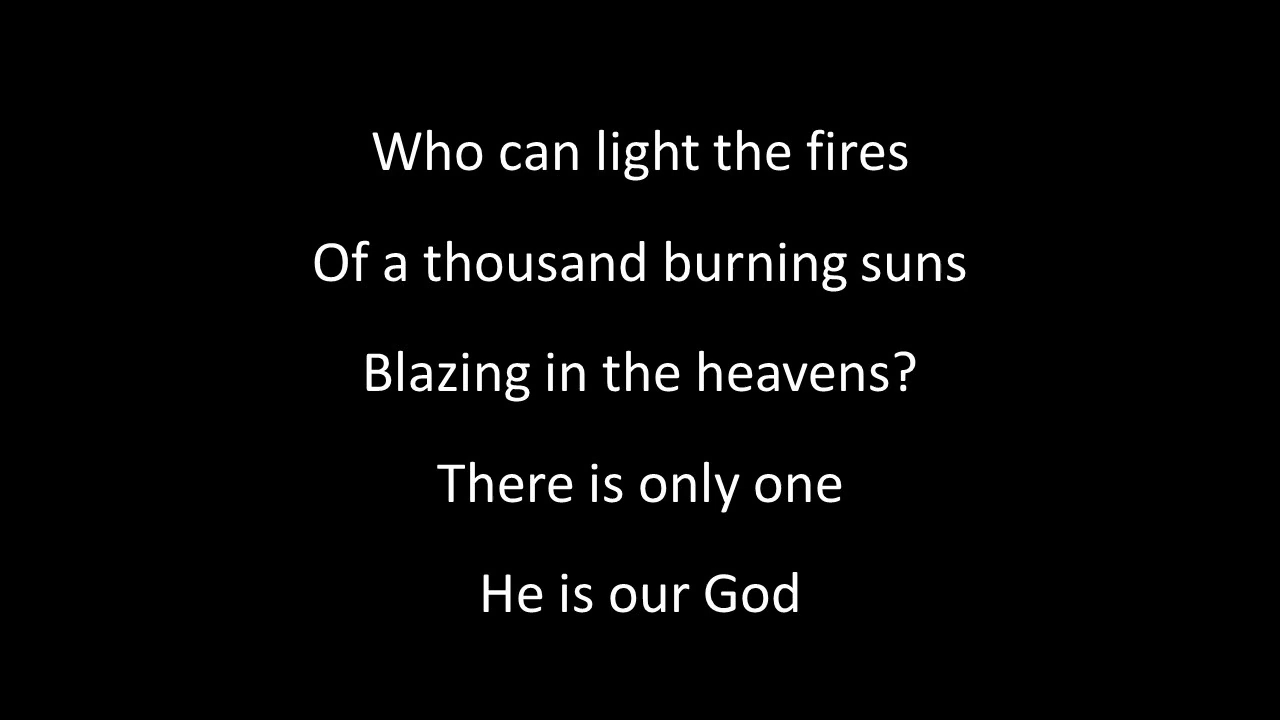 Who can light the fires
Of a thousand burning suns
Blazing in the heavens?
There is only one
He is our God